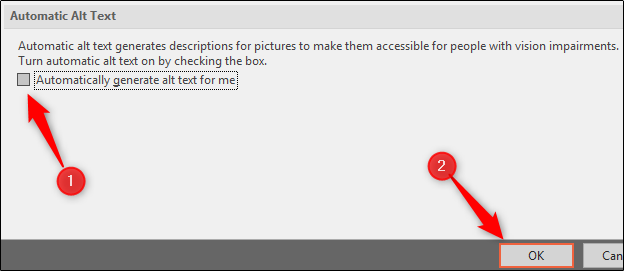 Automatic Alt Text
Automatic alt text generates descriptions for pictures to make them accessible for people with vision impairments.
Turn automatic alt text on by checking the box.
Automatically generate alt text for me
1
2
OK